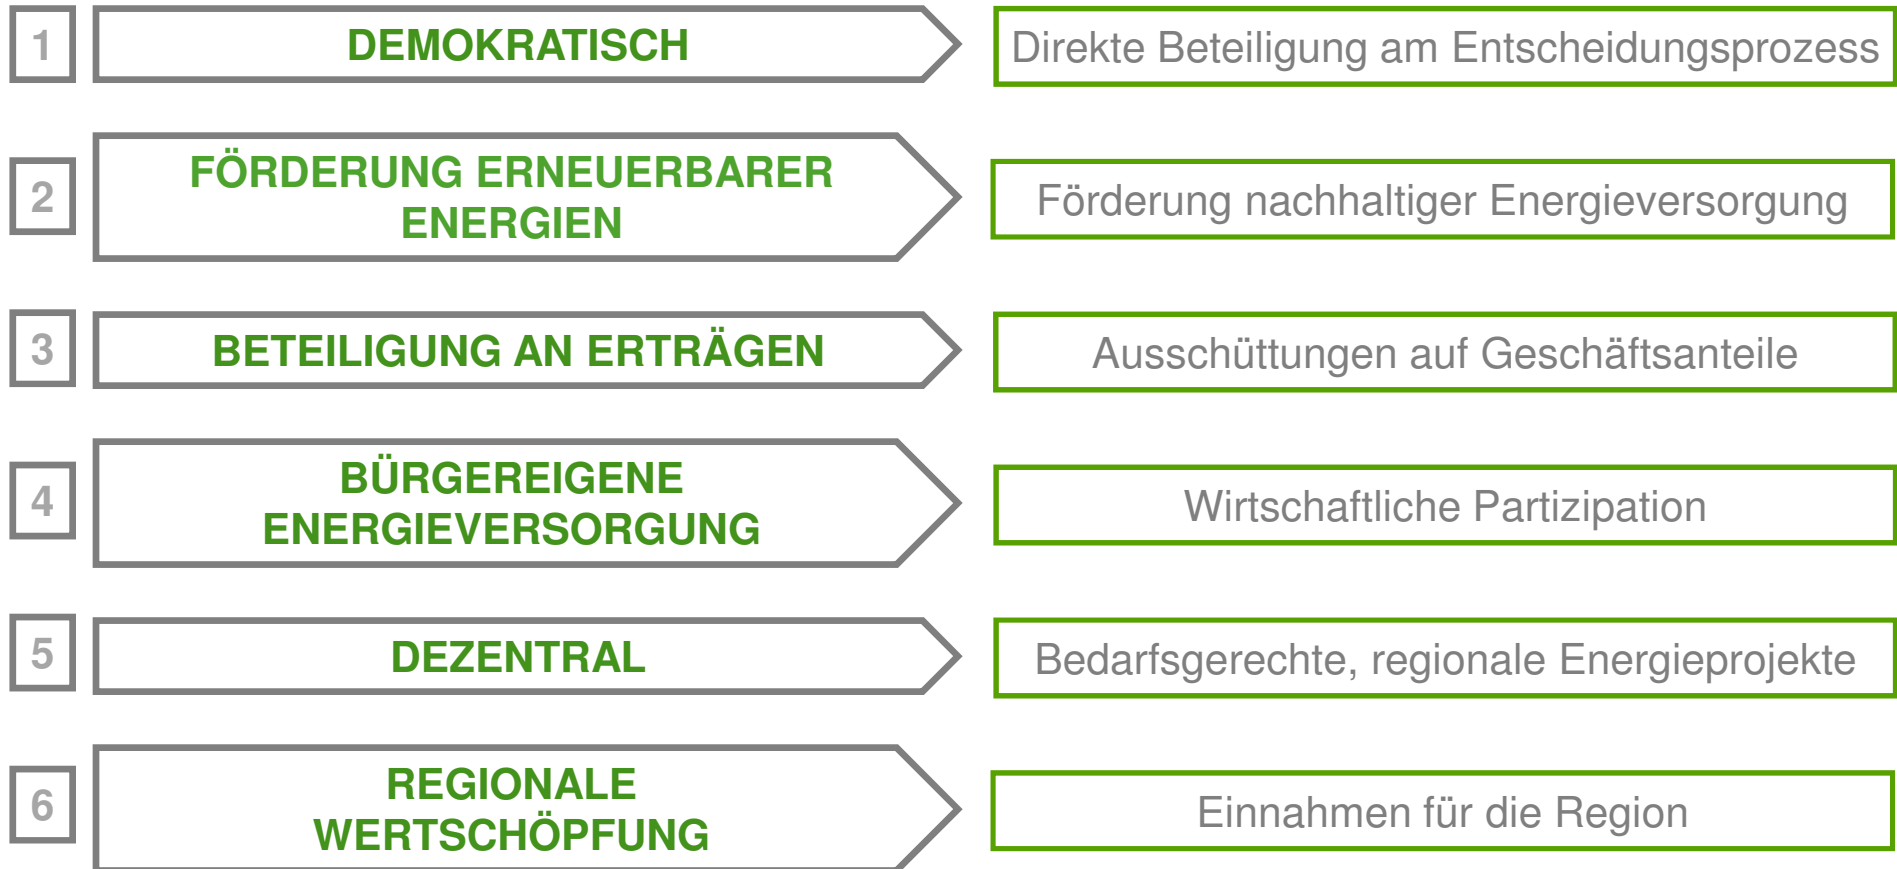 1
DEMOKRATISCH
Direkte Beteiligung am Entscheidungsprozess
2
FÖRDERUNG ERNEUERBARER
ENERGIEN
Förderung nachhaltiger Energieversorgung
3
BETEILIGUNG AN ERTRÄGEN
Ausschüttungen auf Geschäftsanteile
4
BÜRGEREIGENE
ENERGIEVERSORGUNG
Wirtschaftliche Partizipation
5
DEZENTRAL
Bedarfsgerechte, regionale Energieprojekte
6
REGIONALE
WERTSCHÖPFUNG
Einnahmen für die Region